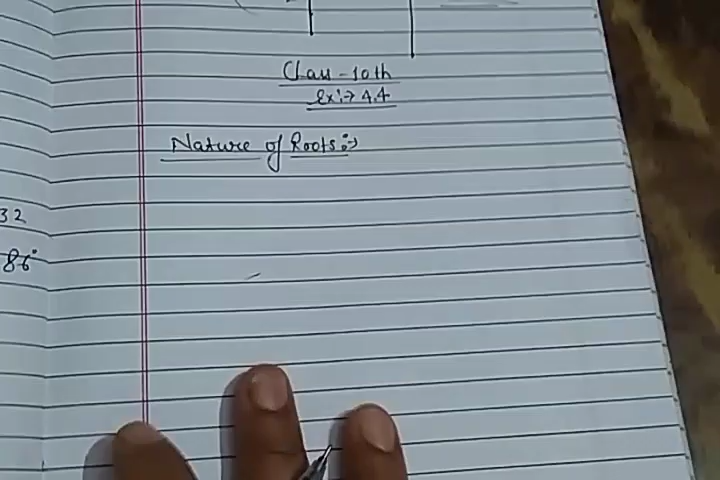 Class-10th
Ex:→ 4.4
Nature of Roots:→
32
86°